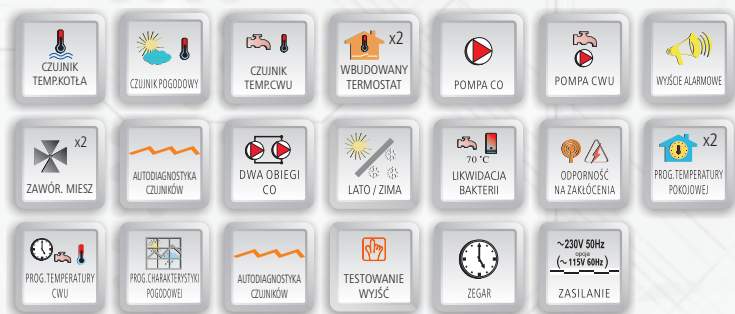 CZUJNIK
TEMP.KOTŁA
CZUJNIK POGODOWY
CZUJNIK
TEMP.CWU
x2
WBUDOWANY
TERMOSTAT
POMPA CO
POMPA CWU
WYJŚCIE ALARMOWE
x2
ZAWÓR. MIESZ
AUTODIAGNOSTYKA
CZUJNIKÓW
DWA OBIEGI
CO
LATO / ZIMA
70 °C
LIKWIDACJA
BAKTERII
ODPORNOŚĆ
NA ZAKŁÓCENIA
x2
PROG.TEMPERATURY
POKOJOWEJ
PROG.TEMPERATURY
CWU
PROG.CHARAKTERYSTYKI
POGODOWEJ
AUTODIAGNOSTYKA
CZUJNIKÓW
TESTOWANIE
WYJŚĆ
ZEGAR
~230V 50Hz
opcja
(~115V 60Hz)
ZASILANIE